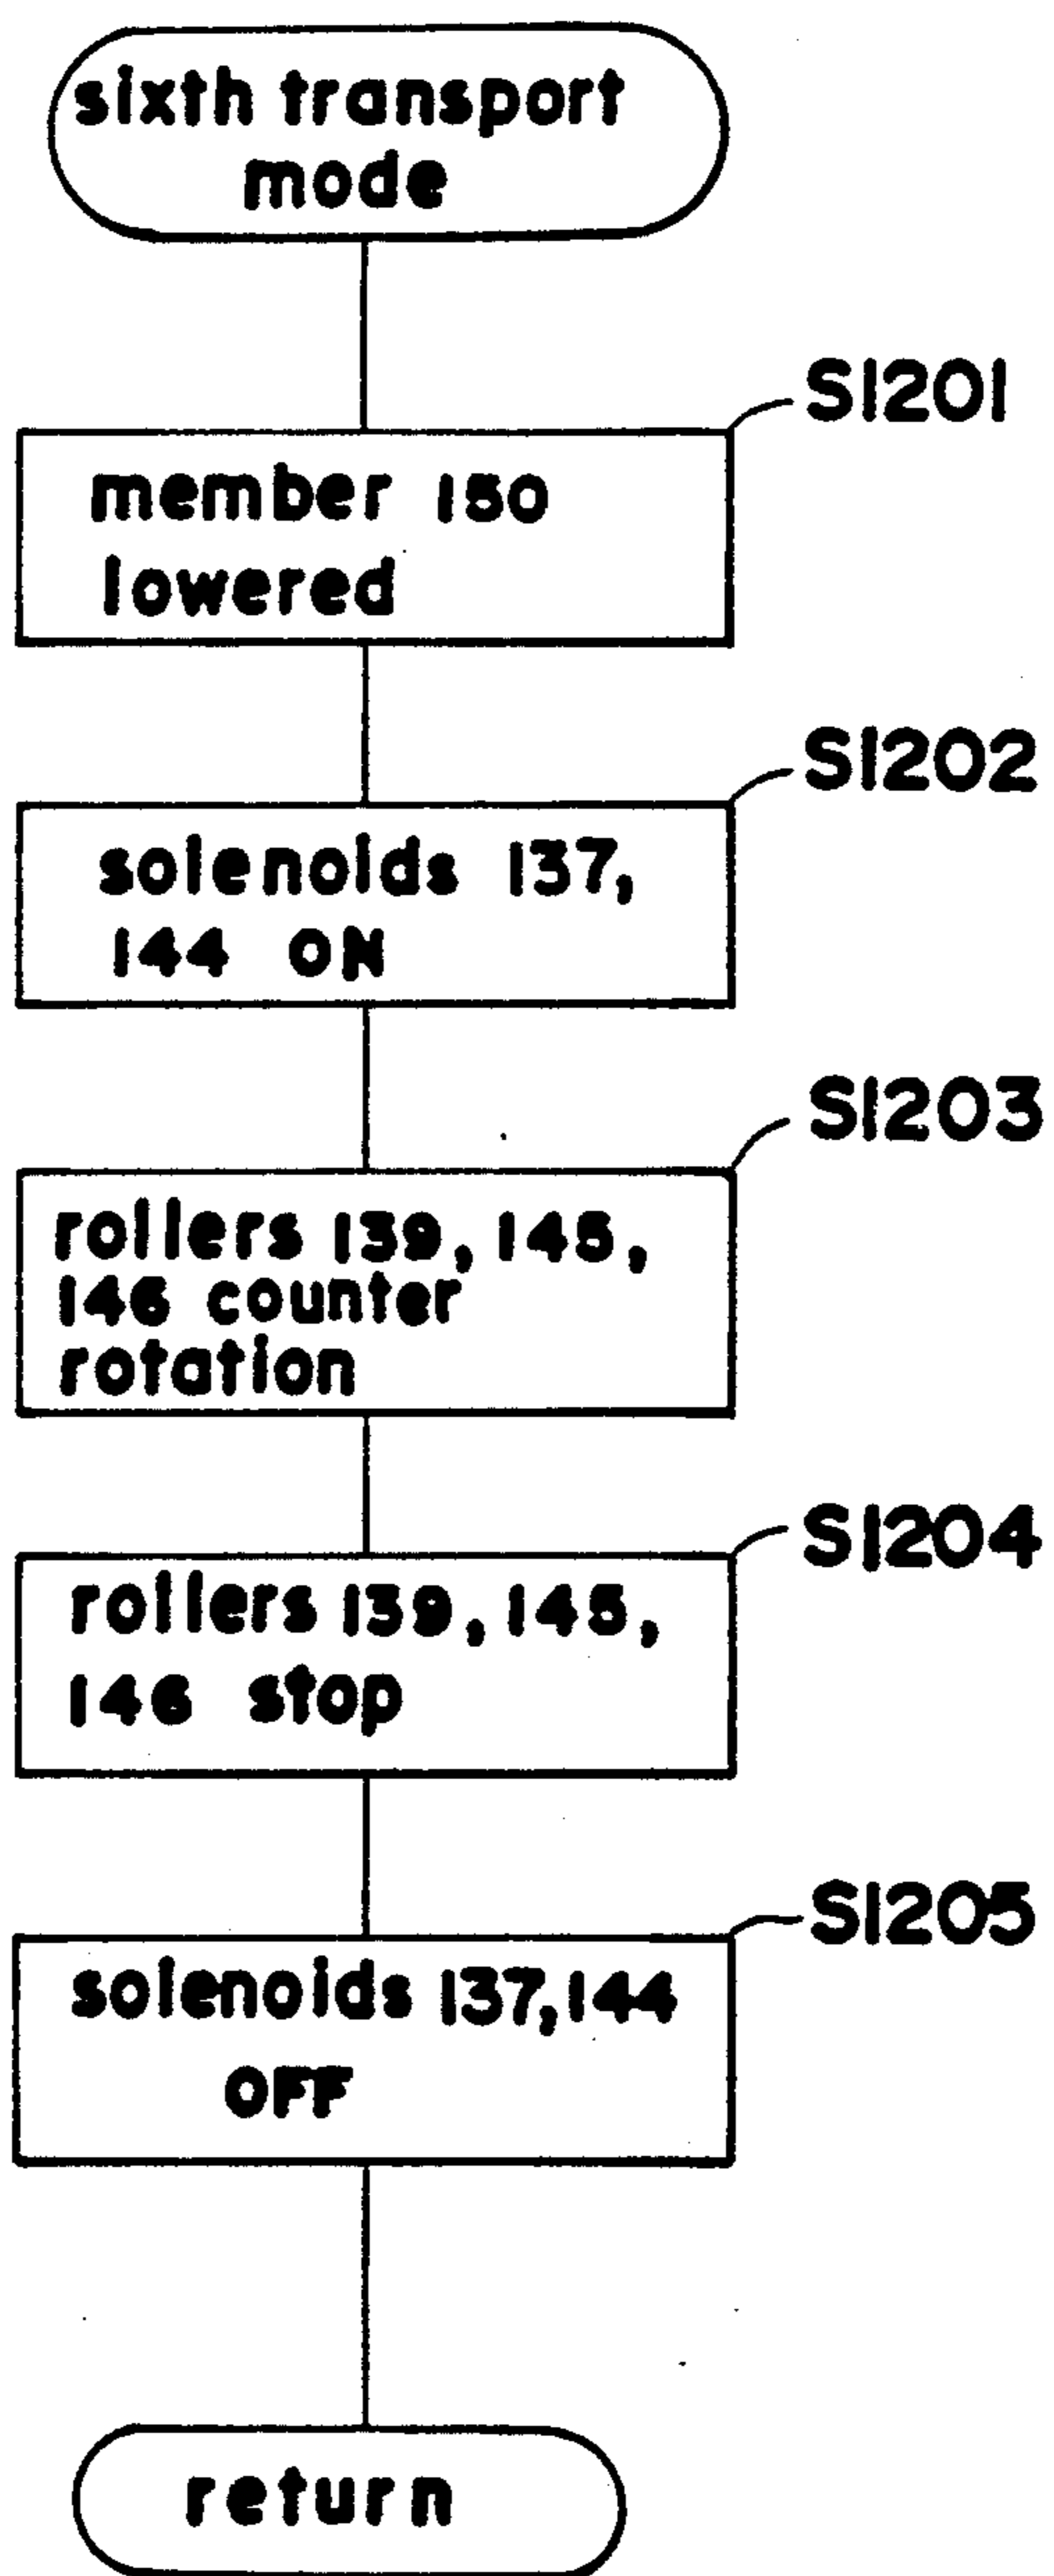 sixth transport
mode
S1201
member 150
lowered
S1202
solenoids 137,
144 ON
S1203
rollers 139, 145,
146 counter
rotation
S1204
rollers 139, 145,
146 stop
S1205
solenoids 137, 144
OFF
return